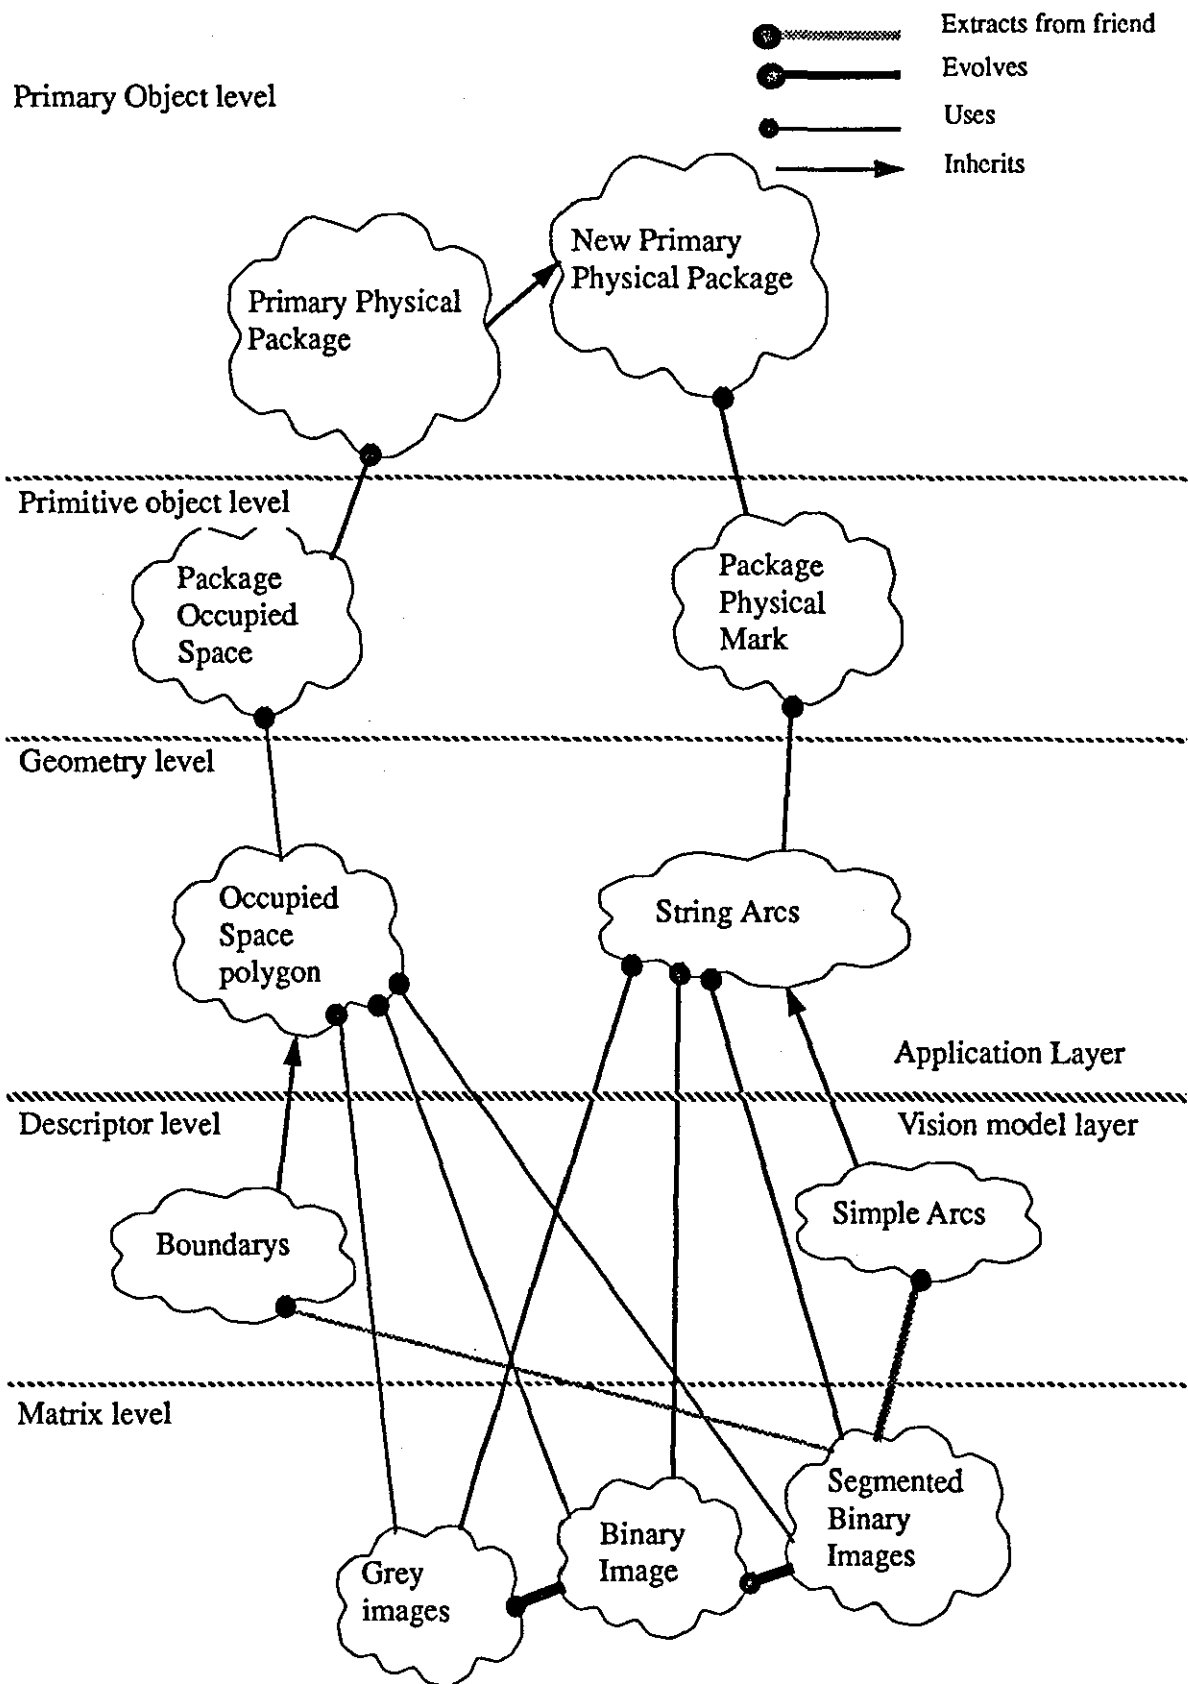 Extracts from friend
Evolves
Primary Object level
Uses
Inherits
New Primary
Physical Package
Primary Physical
Package
Primitive object level
Package
Occupied
Space
Package
Physical
Mark
Geometry level
Occupied
Space
polygon
String Arcs
Application Layer
Descriptor level
Vision model layer
Boundarys
Simple Arcs
Matrix level
Segmented
Binary
Images
Binary
Image
Grey
images